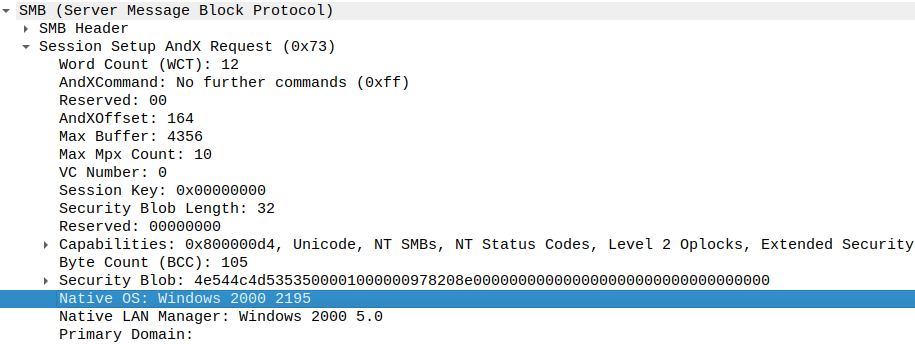 SMB (Server Message Block Protocol)
SMB Header
Session Setup AndX Request (0x73)
Word Count (WCT): 12
AndXCommand: No further commands (0xff)
Reserved: 00
AndXOffset: 164
Max Buffer: 4356
Max Mpx Count: 10
VC Number: 0
Session Key: 0x00000000
Security Blob Length: 32
Reserved: 00000000
Capabilities: 0x800000d4, Unicode, NT SMBs, NT Status Codes, Level 2 Oplocks, Extended Security
Byte Count (BCC): 105
Security Blob: 4e544c4d5353500001000000978208e000000000000000000000000000000000
Native OS: Windows 2000 2195
Native LAN Manager: Windows 2000 5.0
Primary Domain: